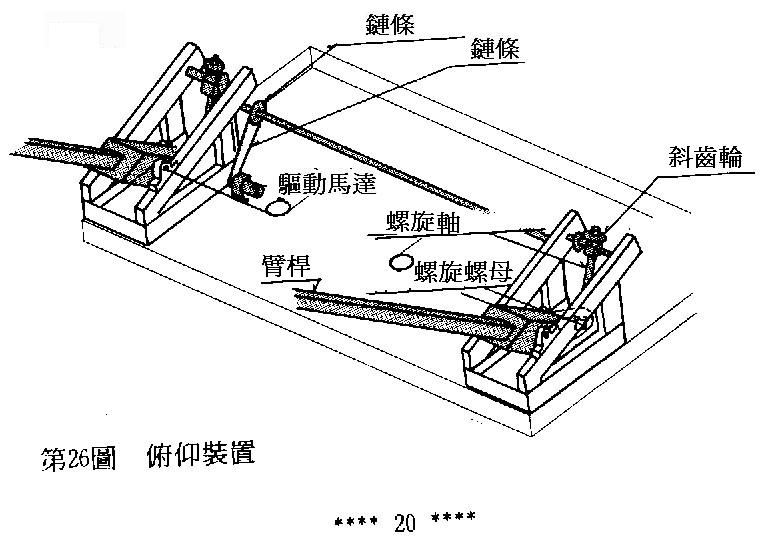 鏈條
鏈條
斜齒輪
驅動馬達
螺旋軸
臂桿
螺旋螺母
第26圖 俯仰裝置
**** 20 ****